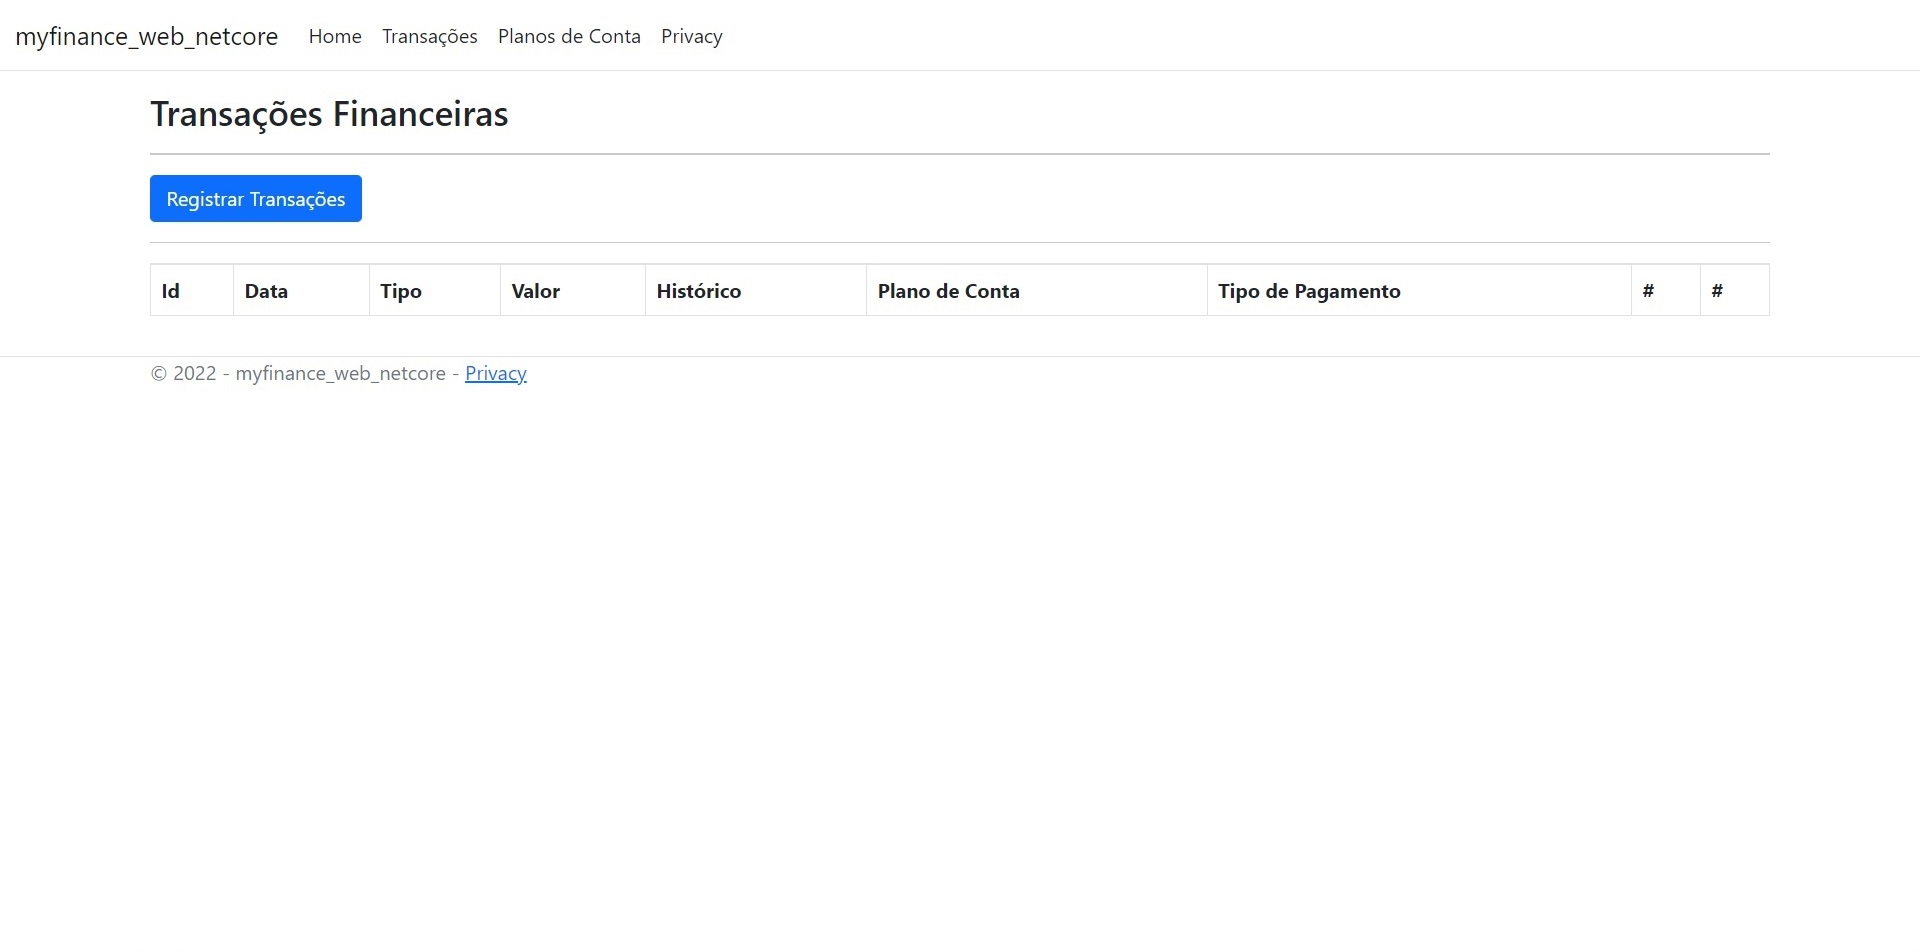 myfinance_web_netcore Home Transações Planos de Conta Privacy
Transações Financeiras
Registrar Transações
Id Data Tipo Valor Histórico Plano de Conta Tipo de Pagamento # #
© 2022 - myfinance_web_netcore - Privacy